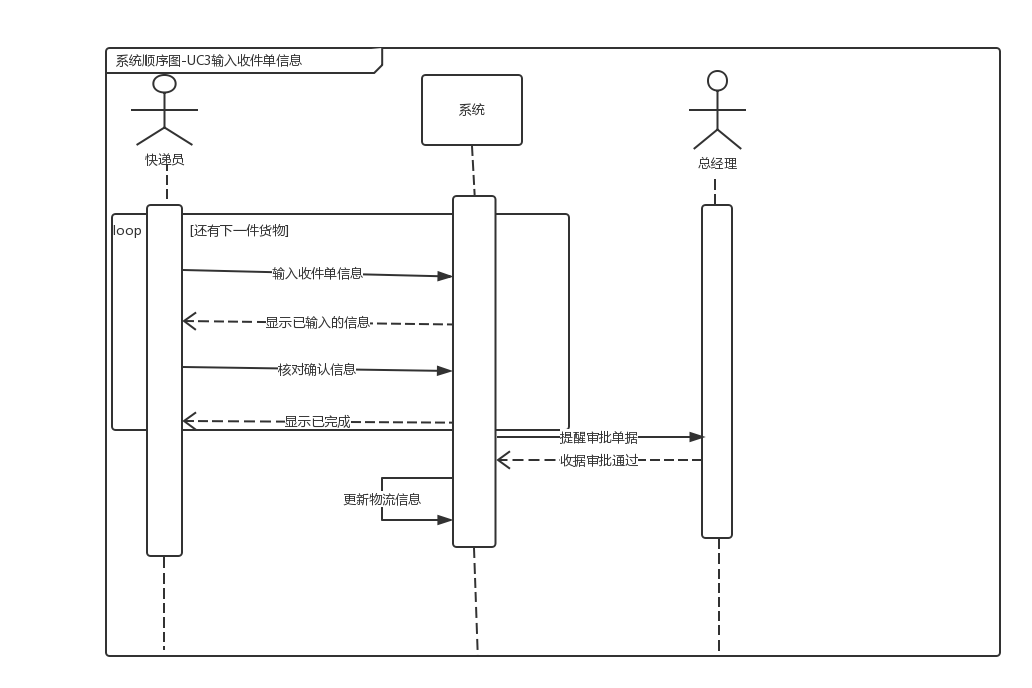 系统顺序图-UC3输入收件单信息
系统
快递员
总经理
loop
[还有下一件货物]
输入收件单信息
显示已输入的信息
核对确认信息
显示已完成
提醒审批单据
收据审批通过
更新物流信息